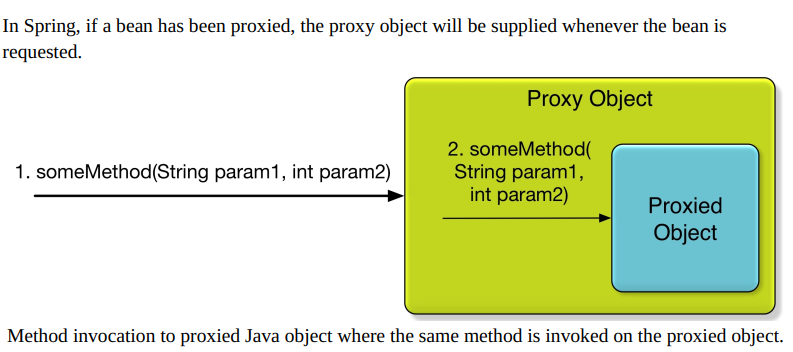 In Spring, if a bean has been proxied, the proxy object will be supplied whenever the bean is
requested.
Proxy Object
1. someMethod(String param1, int param2)
2. someMethod(
String param1,
int param2)
Proxied
Object
Method invocation to proxied Java object where the same method is invoked on the proxied object.